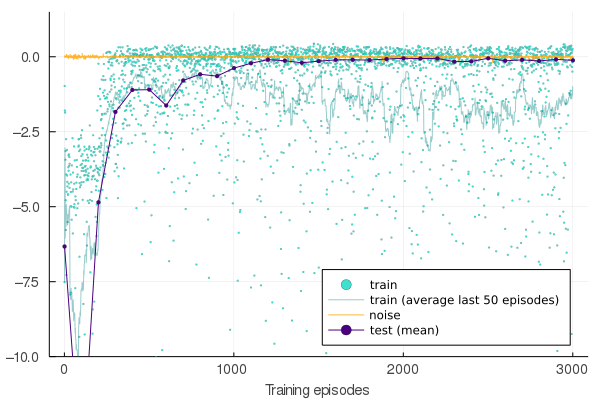 0.0
−2.5
−5.0
−7.5
−10.0
train
train (average last 50 episodes)
noise
test (mean)
0 1000 2000 3000
Training episodes